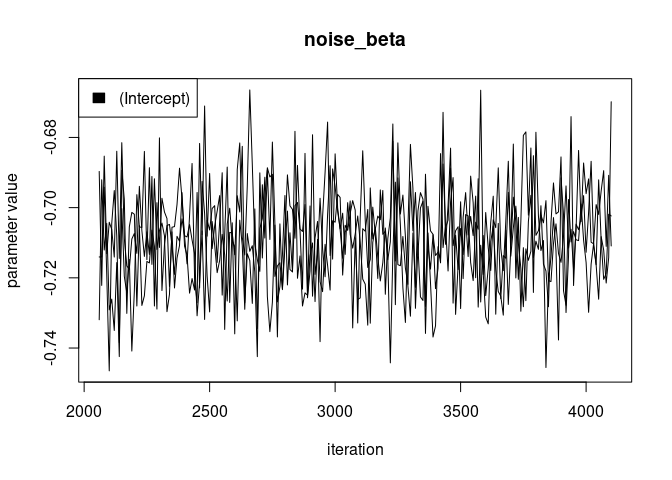 noise_beta
(Intercept)
parameter value
-0.68
-0.70
-0.72
-0.74
2000 2500 3000 3500 4000
iteration